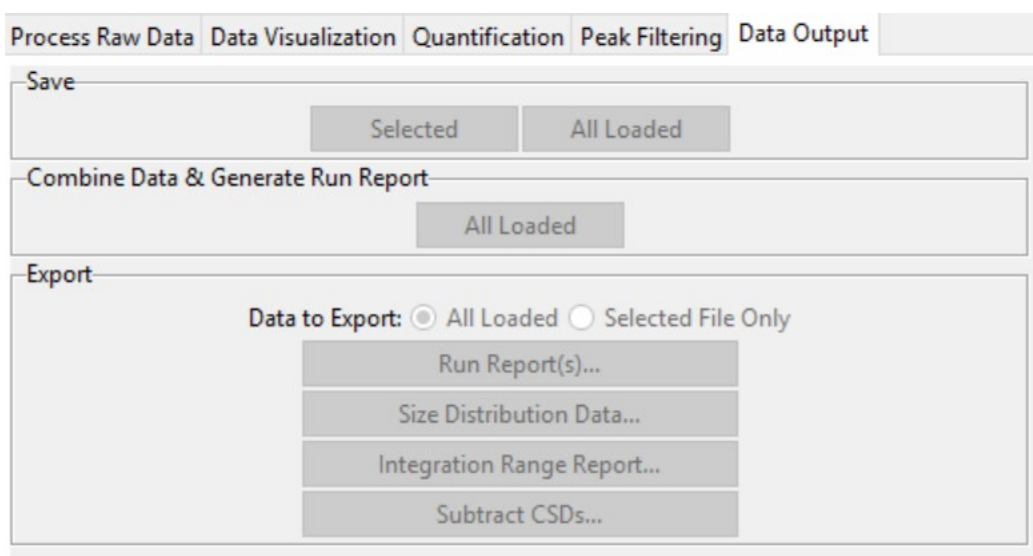 Process Raw Data Data Visualization Quantification Peak Filtering Data Output
Save
Selected All Loaded
Combine Data & Generate Run Report
All Loaded
Export
Data to Export: All Loaded Selected File Only
Run Report(s)...
Size Distribution Data...
Integration Range Report...
Subtract CSDs...